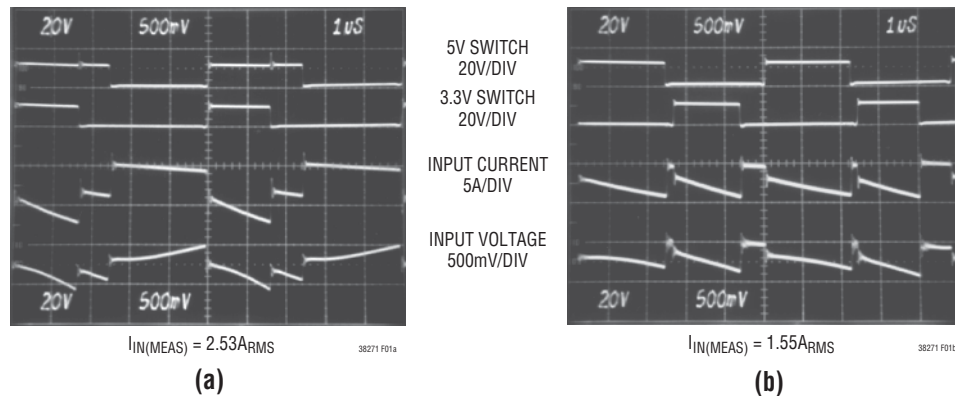 20V 500mV 1uS
20V 500mV
5V SWITCH
20V/DIV
3.3V SWITCH
20V/DIV
INPUT CURRENT
5A/DIV
INPUT VOLTAGE
500mV/DIV
20V 500mV 1uS
20V 500mV
IIN(MEAS) = 2.53ARMS
38271 F01a
(a)
IIN(MEAS) = 1.55ARMS
38271 F01b
(b)